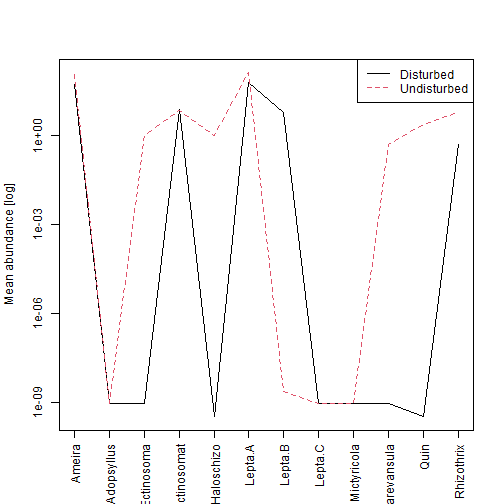 Disturbed
Undisturbed
Mean abundance [log]
1e+00
1e-03
1e-06
1e-09
Ameira
Adopsyllus
Ectinosoma
ctinosomat
Haloschizo
Lepta.A
Lepta.B
Lepta.C
Mictyricola
arevansula
Quin
Rhizothrix